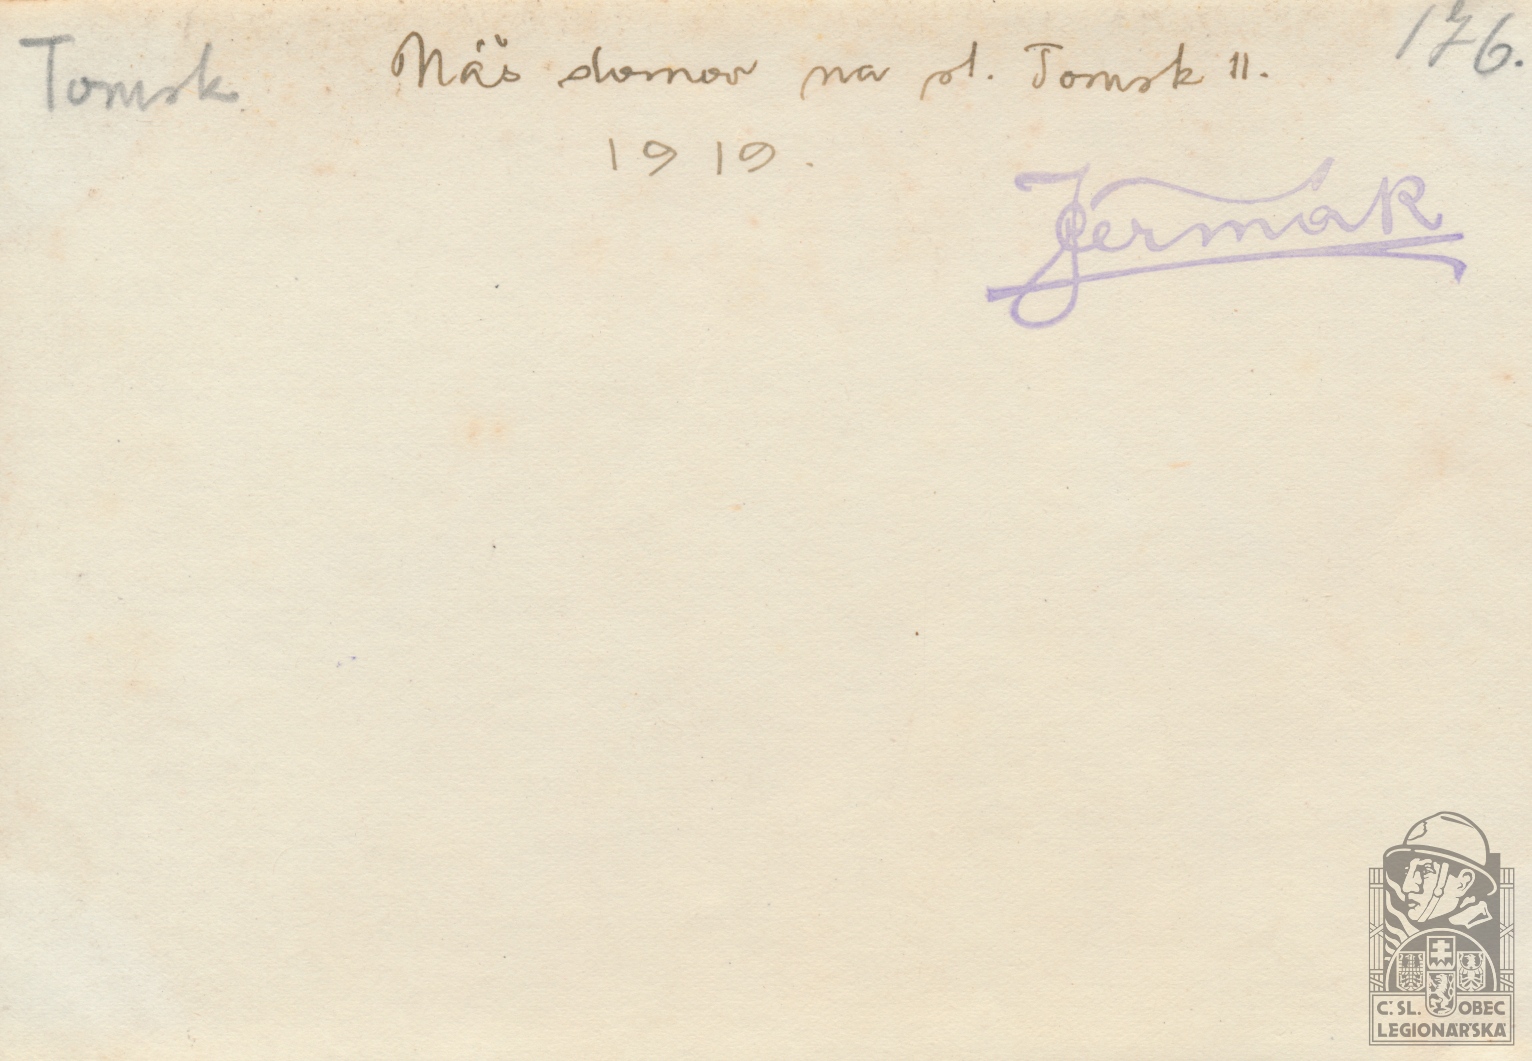 Tomsk Náš domov na st. Tomsk II. 176.
1919.
Jermák
Č.SL. OBEC
LEGIONÁŘSKÁ